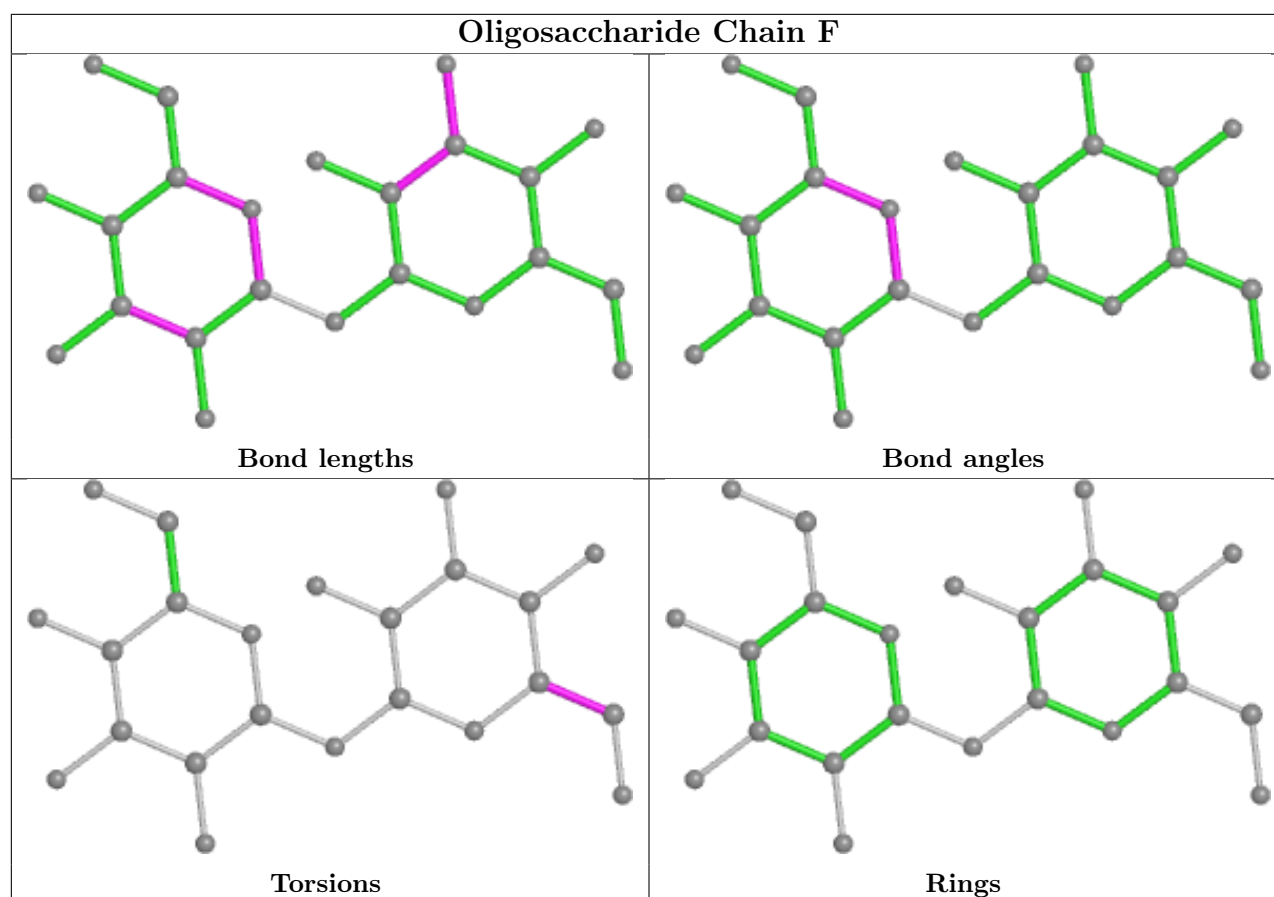 Oligosaccharide Chain F
Bond lengths
Bond angles
Torsions
Rings